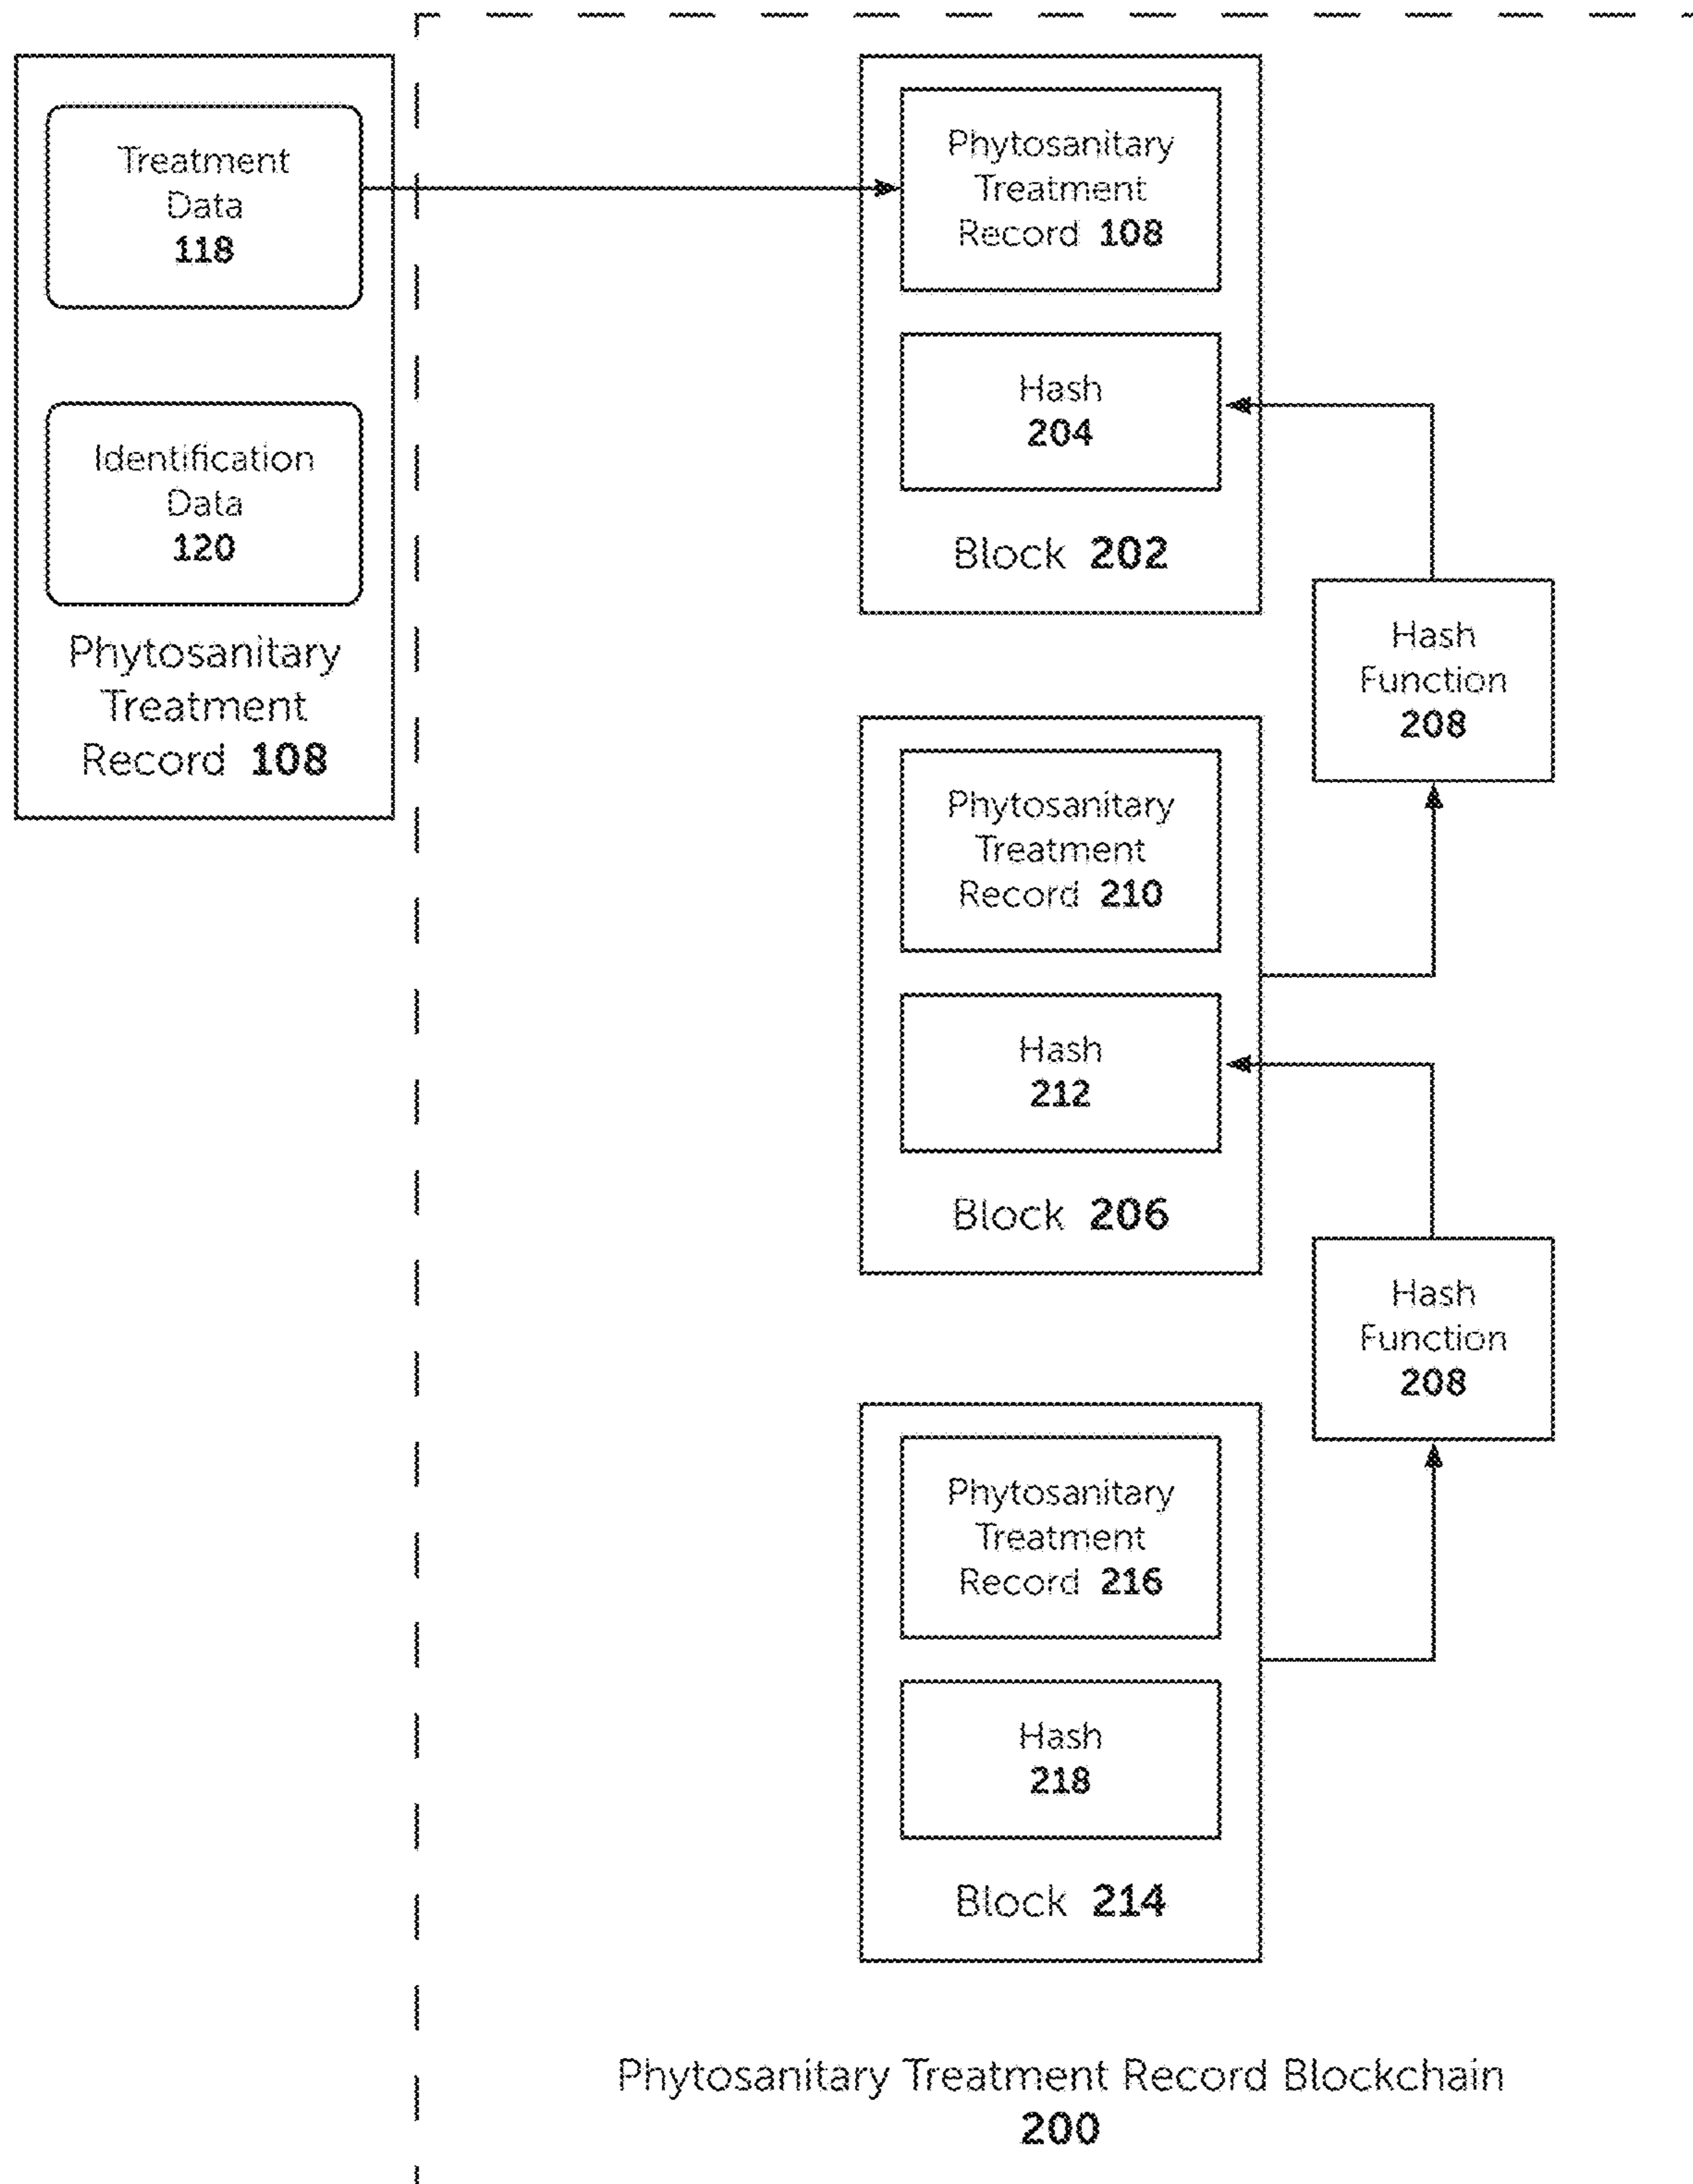 Treatment
Data
118
Identification
Data
120
Phytosanitary
Treatment
Record 108
Phytosanitary
Treatment
Record 108
Hash
204
Block 202
Hash
Function
208
Phytosanitary
Treatment
Record 210
Hash
212
Block 206
Hash
Function
208
Phytosanitary
Treatment
Record 216
Hash
218
Block 214
Phytosanitary Treatment Record Blockchain
200